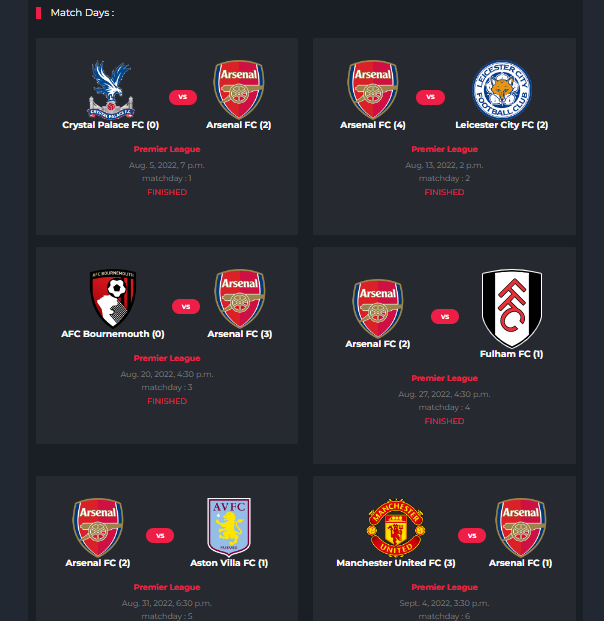 Match Days :
Arsenal
vs
CRYSTAL PALACE F.C.
Crystal Palace FC (0)
Arsenal FC (2)
Premier League
Aug. 5, 2022, 7 p.m.
matchday : 1
FINISHED
Arsenal
vs
LEICESTER CITY
FOOTBALL CLUB
Arsenal FC (4)
Leicester City FC (2)
Premier League
Aug. 13, 2022, 2 p.m.
matchday : 2
FINISHED
AFC BOURNEMOUTH
Arsenal
vs
AFC Bournemouth (0)
Arsenal FC (3)
Premier League
Aug. 20, 2022, 4:30 p.m.
matchday : 3
FINISHED
Arsenal
vs
FFC
Arsenal FC (2)
Fulham FC (1)
Premier League
Aug. 27, 2022, 4:30 p.m.
matchday : 4
FINISHED
Arsenal
vs
AVFC
Arsenal FC (2)
Aston Villa FC (1)
Premier League
Aug. 31, 2022, 6:30 p.m.
matchday : 5
MANCHESTER
UNITED
vs
Arsenal
Manchester United FC (3)
Arsenal FC (1)
Premier League
Sept. 4, 2022, 3:30 p.m.
matchday : 6